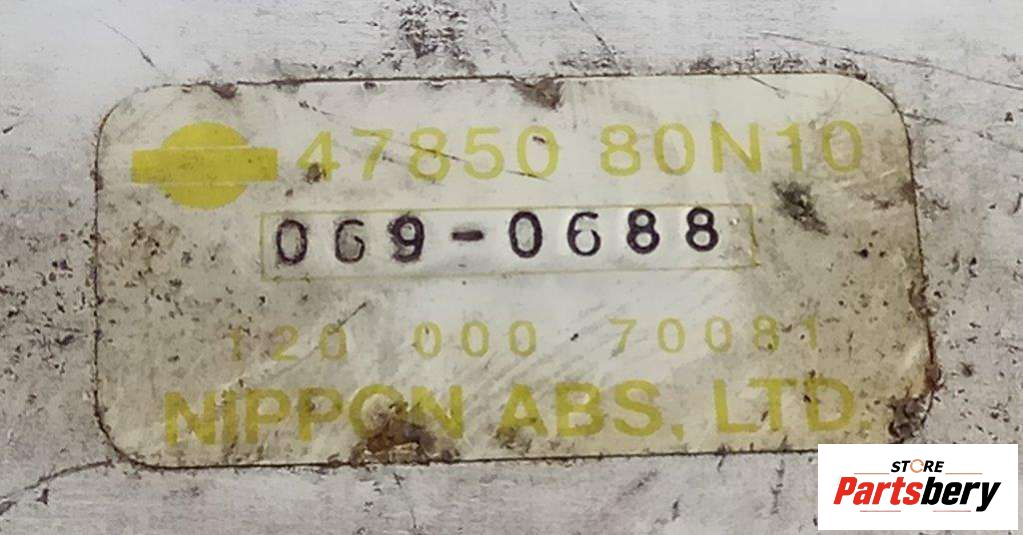 47850 80N10
069-0688
120 000 70081
NIPPON ABS, LTD.
STORE
Partsbery